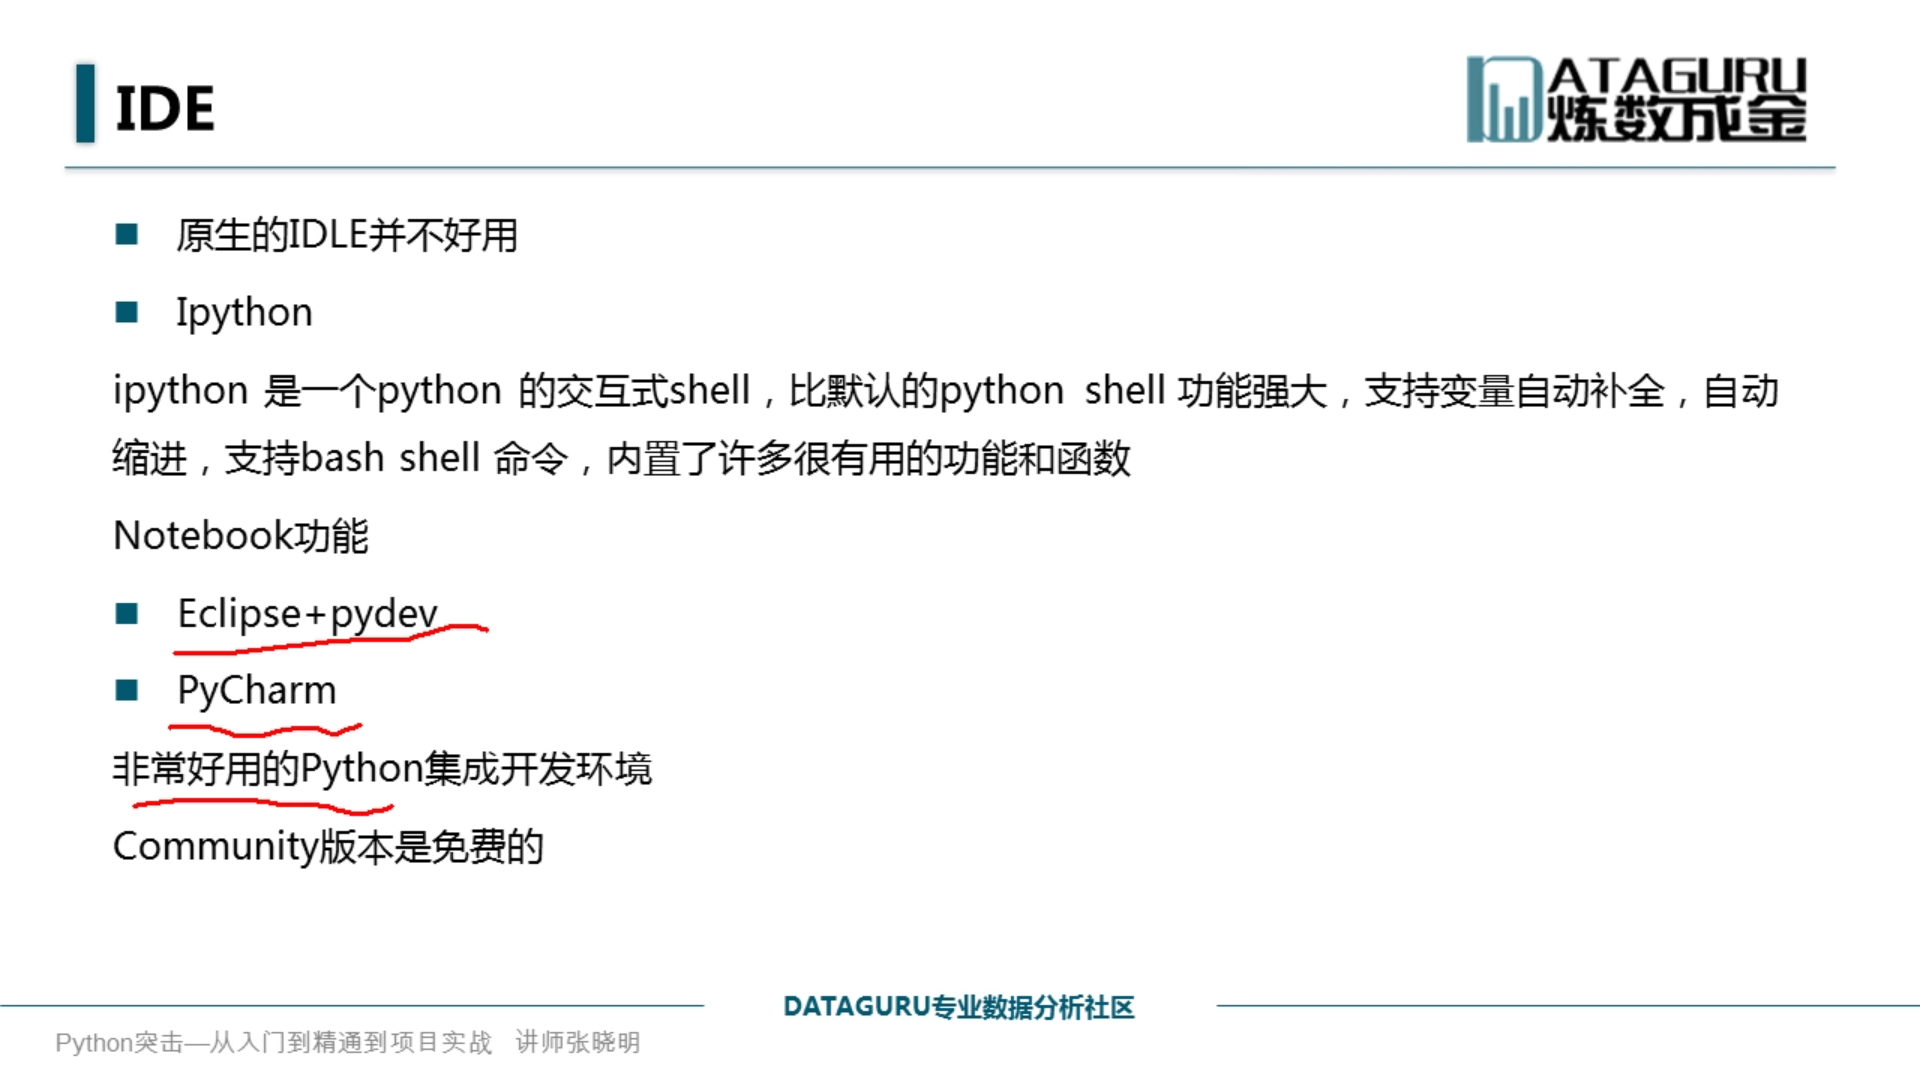 IDE
DATAGURU
炼数成金
原生的IDLE并不好用
Ipython
ipython 是一个python 的交互式shell，比默认的python shell 功能强大，支持变量自动补全，自动
缩进，支持bash shell 命令，内置了许多很有用的功能和函数
Notebook功能
Eclipse+pydev
PyCharm
非常好用的Python集成开发环境
Community版本是免费的
DATAGURU专业数据分析社区
Python突击—从入门到精通到项目实战 讲师张晓明